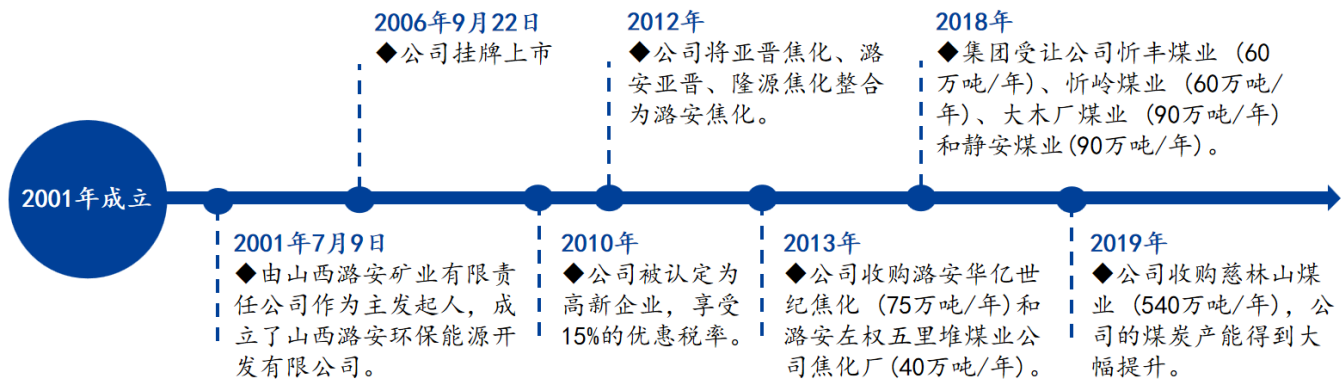 2001年成立
2001年7月9日
◆由山西潞安矿业有限责
任公司作为主发起人，成
立了山西潞安环保能源开
发有限公司。
2006年9月22日
◆公司挂牌上市
2010年
◆公司被认定为
高新企业，享受
15%的优惠税率。
2012年
◆公司将亚晋焦化、潞
安亚晋、隆源焦化整合
为潞安焦化。
2013年
◆公司收购潞安华亿世
纪焦化 (75万吨/年)和
潞安左权五里堆煤业公
司焦化厂(40万吨/年)。
2018年
◆集团受让公司忻丰煤业 (60
万吨/年)、忻岭煤业 (60万吨/
年)、大木厂煤业 (90万吨/年)
和静安煤业(90万吨/年)。
2019年
◆公司收购慈林山煤
业 (540万吨/年)，公
司的煤炭产能得到大
幅提升。